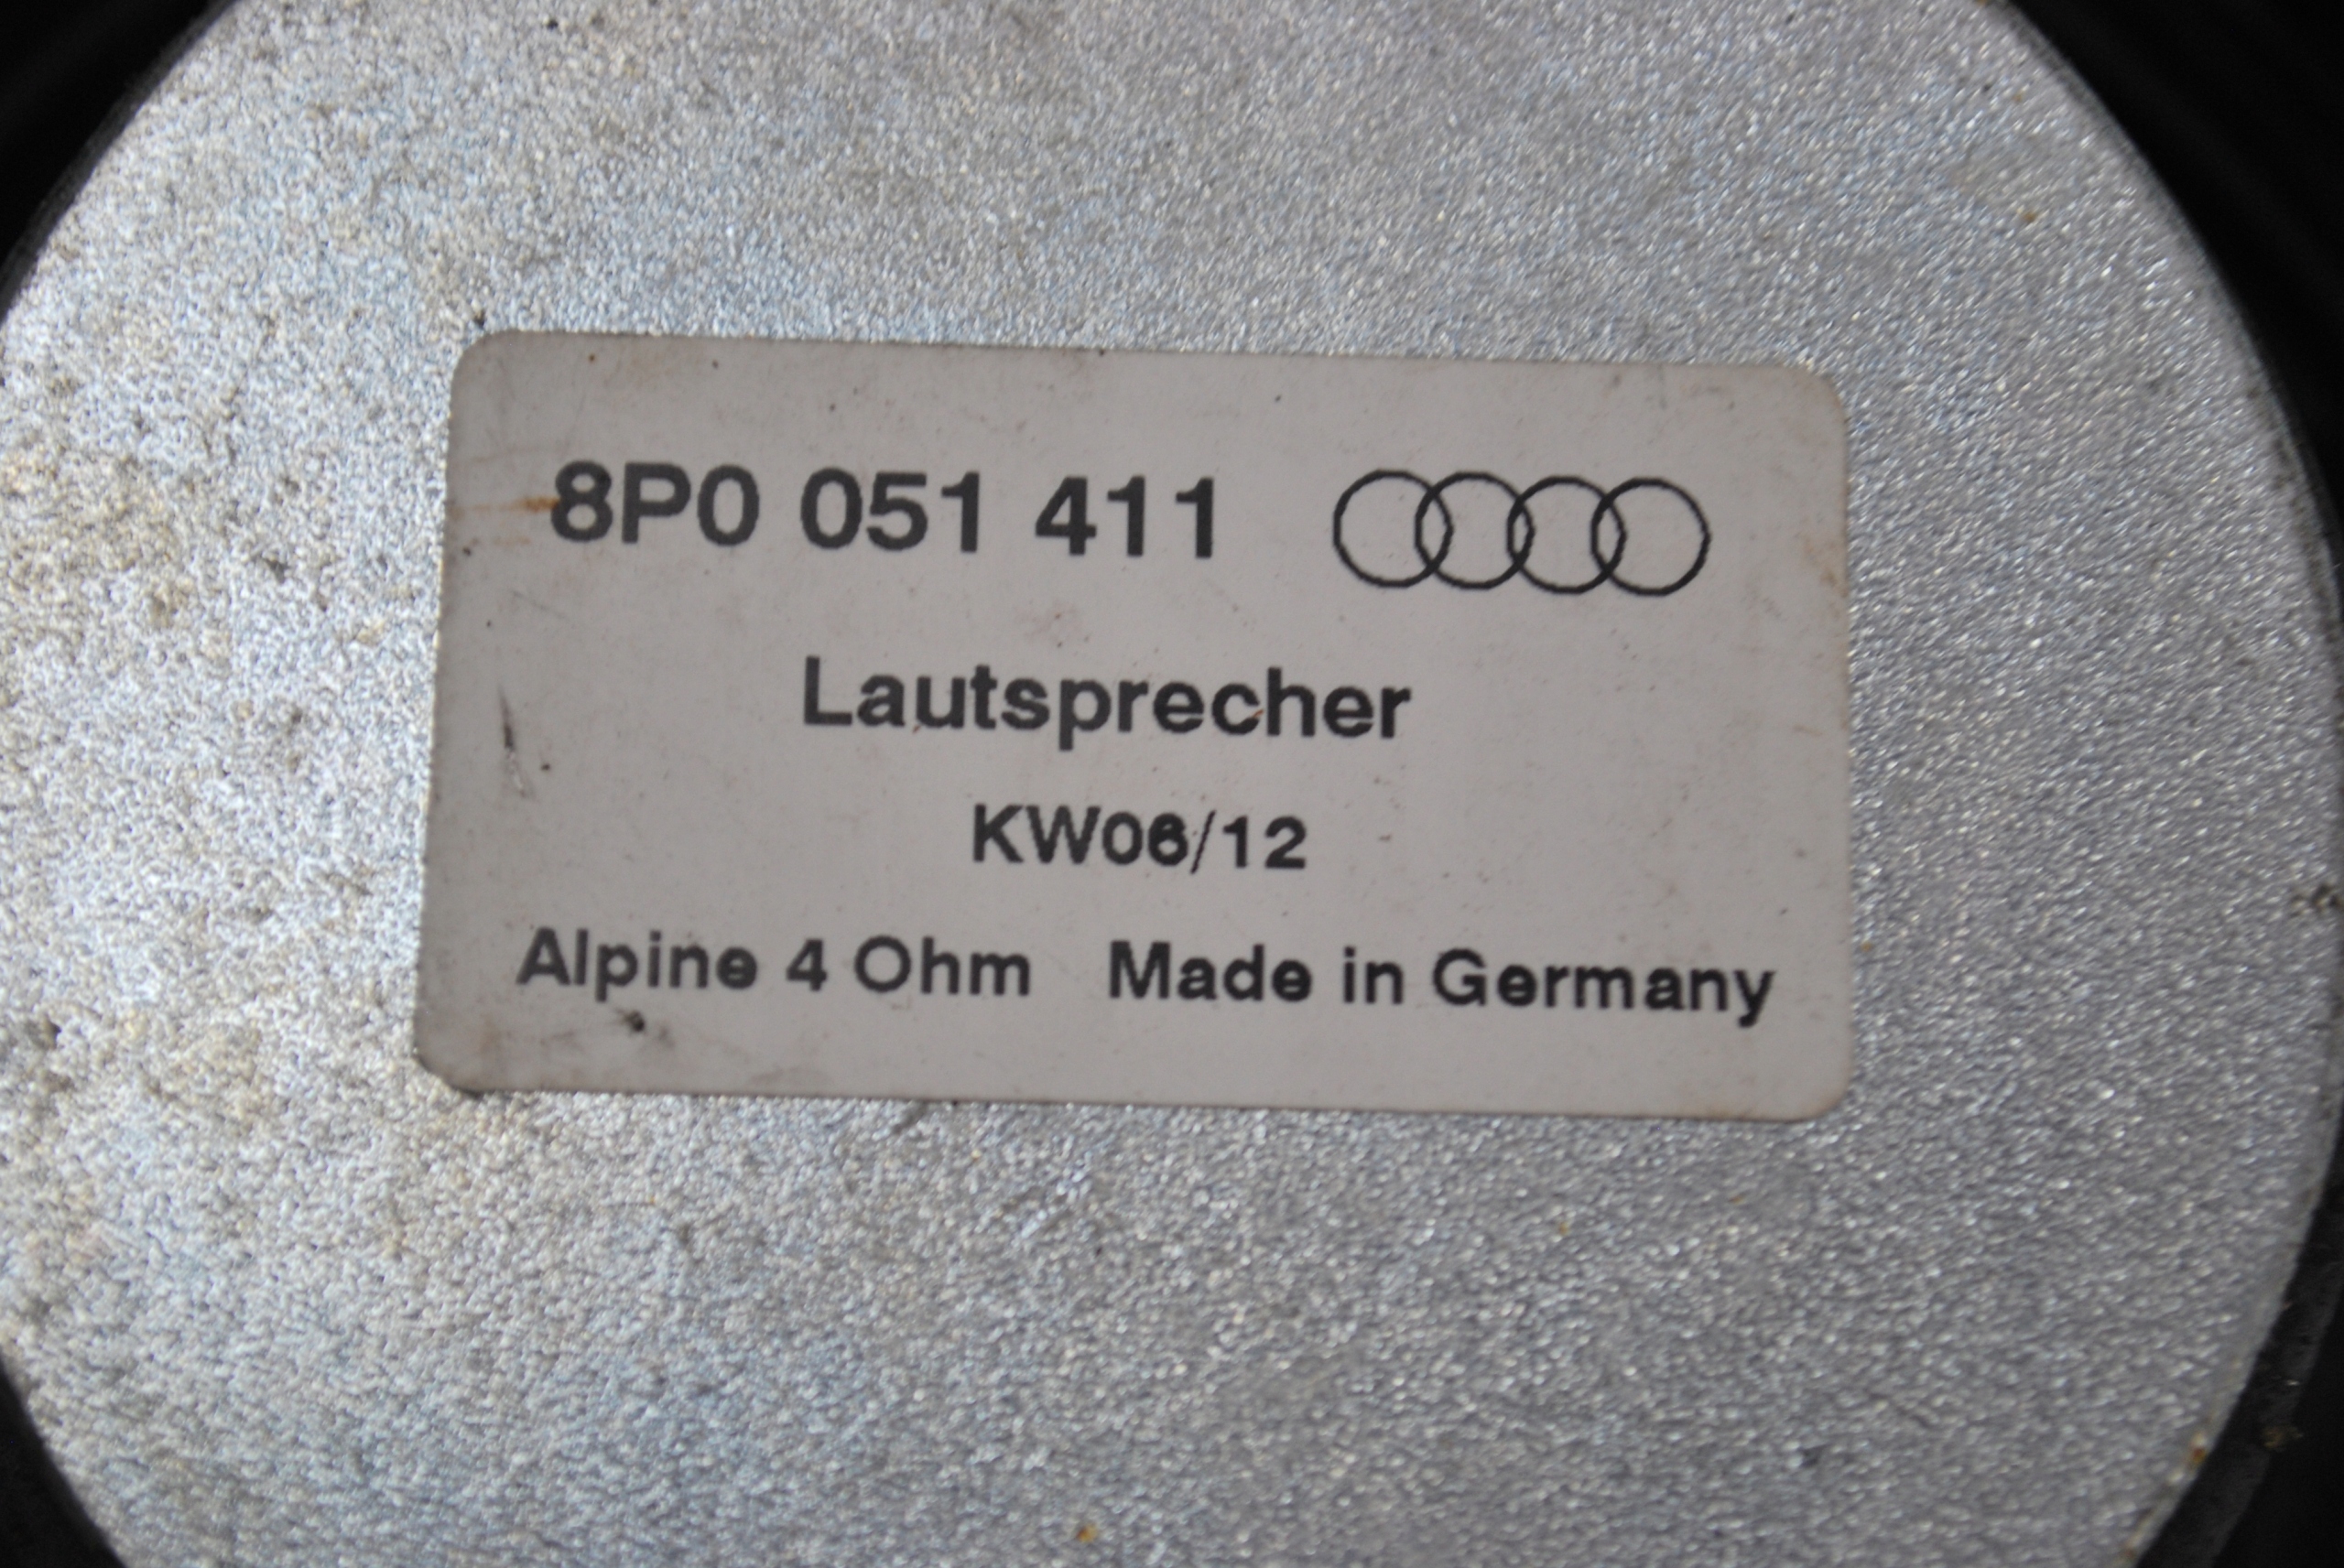 8P0 051 411
Lautsprecher
KW06/12
Alpine 4 Ohm Made in Germany